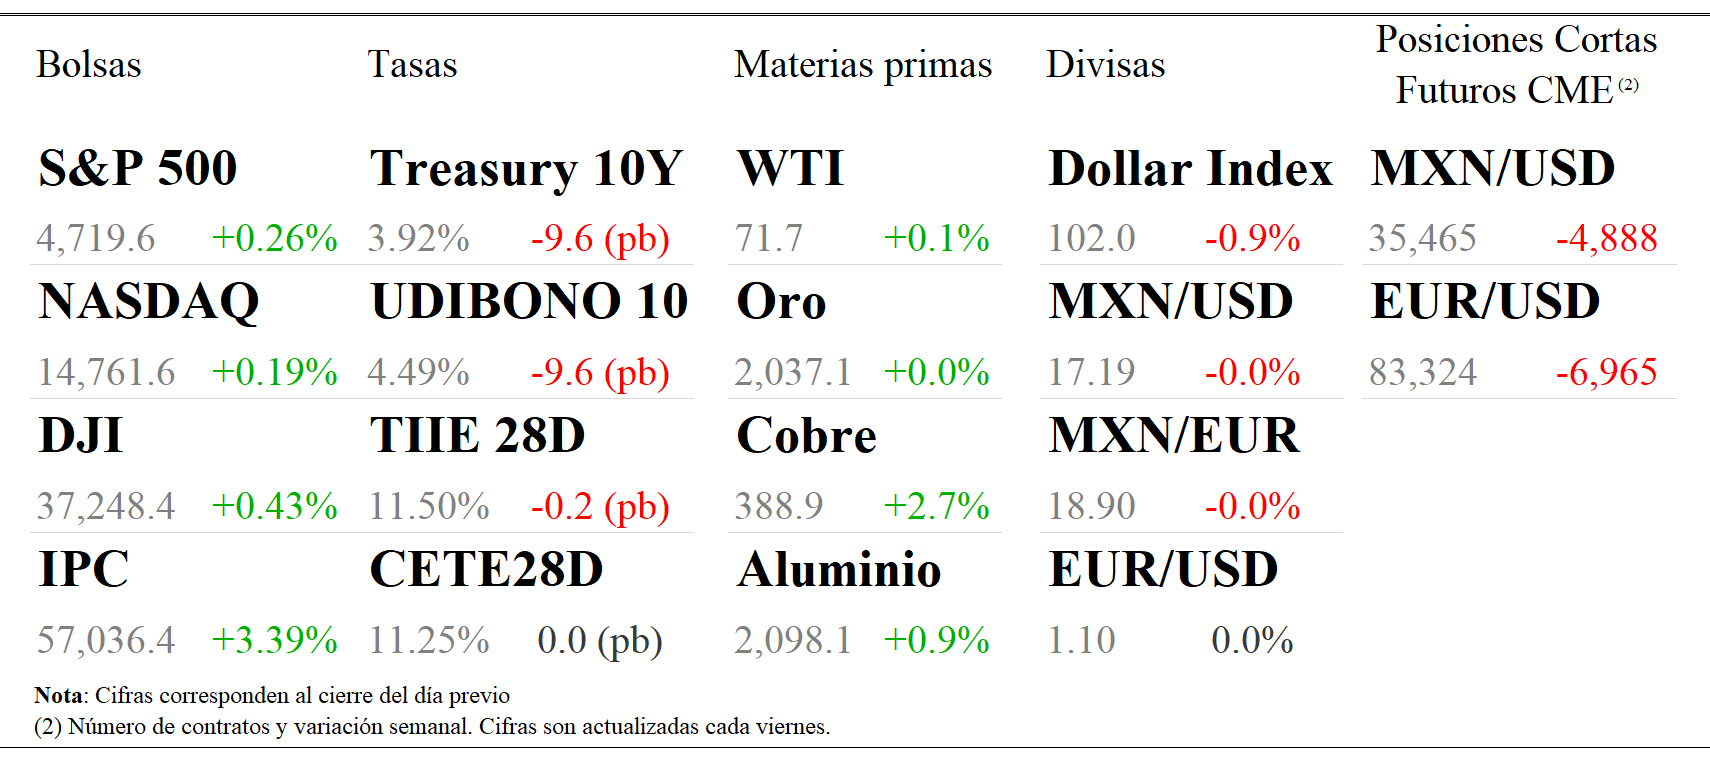 Bolsas Tasas Materias primas Divisas Posiciones Cortas
Futuros CME (2)
S&P 500 Treasury 10Y WTI Dollar Index MXN/USD
4,719.6 +0.26% 3.92% -9.6 (pb) 71.7 +0.1% 102.0 -0.9% 35,465 -4,888
NASDAQ UDIBONO 10 Oro MXN/USD EUR/USD
14,761.6 +0.19% 4.49% -9.6 (pb) 2,037.1 +0.0% 17.19 -0.0% 83,324 -6,965
DJI TIIE 28D Cobre MXN/EUR
37,248.4 +0.43% 11.50% -0.2 (pb) 388.9 +2.7% 18.90 -0.0%
IPC CETE28D Aluminio EUR/USD
57,036.4 +3.39% 11.25% 0.0 (pb) 2,098.1 +0.9% 1.10 0.0%
Nota: Cifras corresponden al cierre del día previo
(2) Número de contratos y variación semanal. Cifras son actualizadas cada viernes.